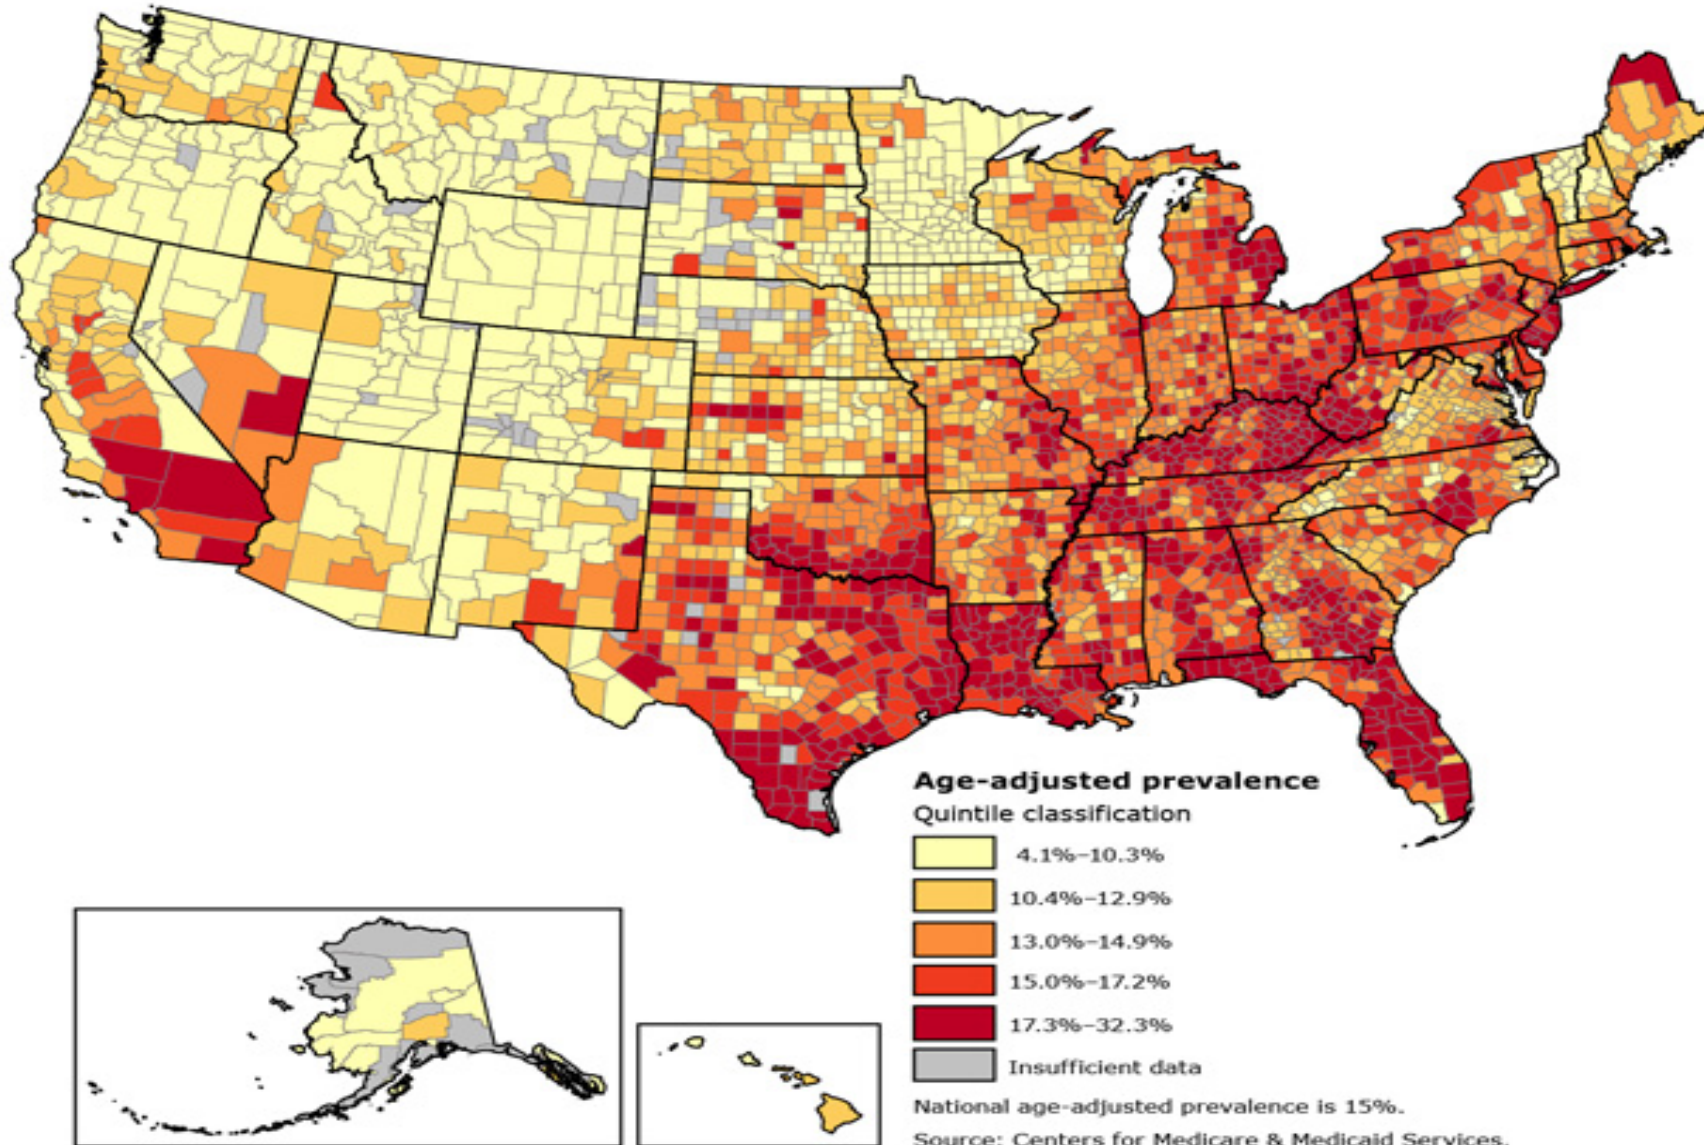 Age-adjusted prevalence
Quintile classification
4.1%–10.3%
10.4%–12.9%
13.0%–14.9%
15.0%–17.2%
17.3%–32.3%
Insufficient data
National age-adjusted prevalence is 15%.
Source: Centers for Medicare & Medicaid Services.